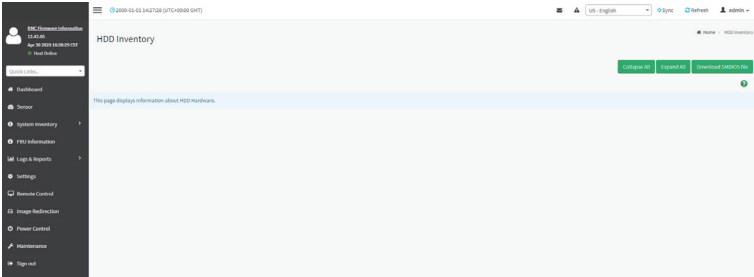 2000-01-01 14:27:28 (UTC+08:00 GMT)
US - English
Sync
Refresh
admin
BMC Firmware Information
12.42.05
Apr 30 2020 16:50:29 CST
Host Online
Quick Links...
Dashboard
Sensor
System Inventory
FRU Information
Logs & Reports
Settings
Remote Control
Image Redirection
Power Control
Maintenance
Sign out
HDD Inventory
Home > HDD Inventory
Collapse All
Expand All
Download SMBIOS file
This page displays information about HDD Hardware.